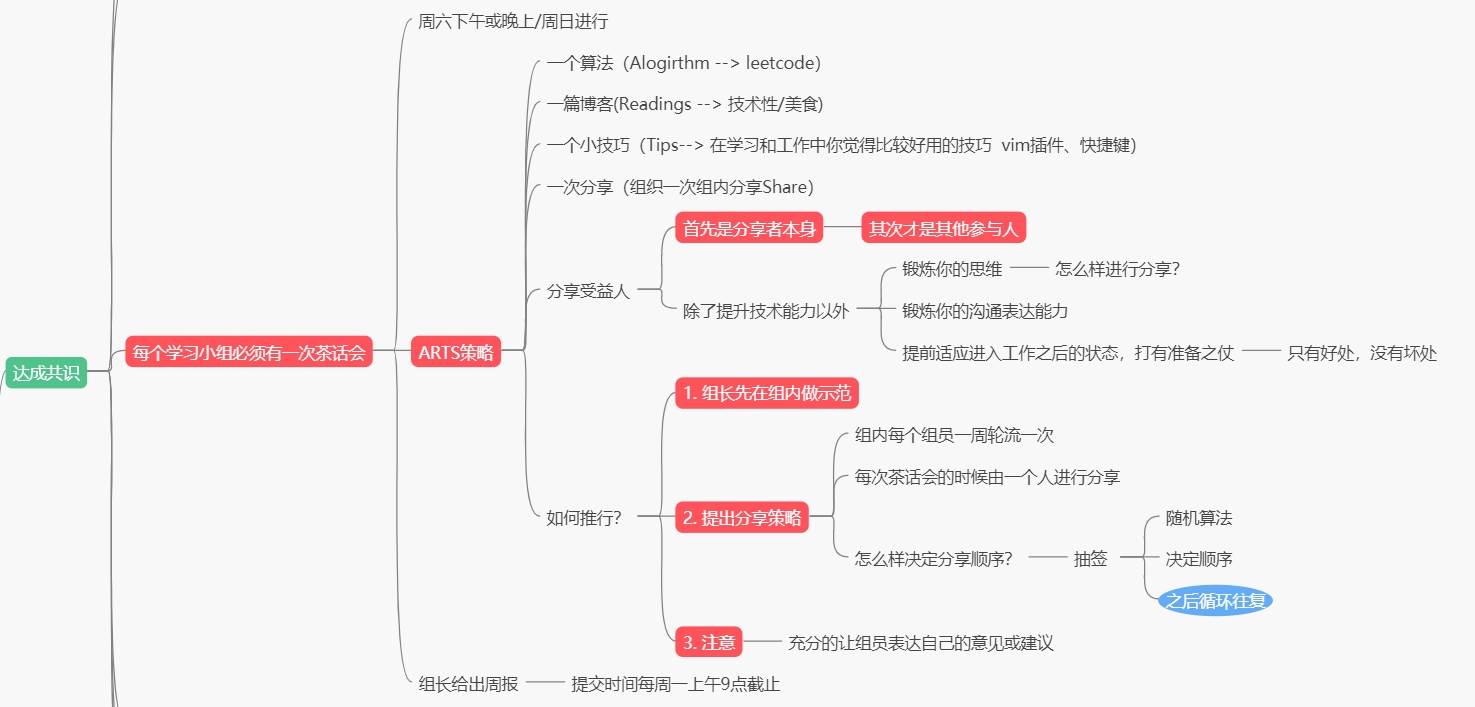 周六下午或晚上/周日进行
一个算法（Alogirthm --> leetcode）
一篇博客(Readings --> 技术性/美食)
一个小技巧（Tips--> 在学习和工作中你觉得比较好用的技巧  vim插件、快捷键）
一次分享（组织一次组内分享Share）
首先是分享者本身
其次才是其他参与人
锻炼你的思维
怎么样进行分享？
分享受益人
除了提升技术能力以外
锻炼你的沟通表达能力
每个学习小组必须有一次茶话会
ARTS策略
提前适应进入工作之后的状态，打有准备之仗
只有好处，没有坏处
达成共识
1. 组长先在组内做示范
组内每个组员一周轮流一次
每次茶话会的时候由一个人进行分享
如何推行？
2. 提出分享策略
随机算法
怎么样决定分享顺序？
抽签
决定顺序
之后循环往复
3. 注意
充分的让组员表达自己的意见或建议
组长给出周报
提交时间每周一上午9点截止